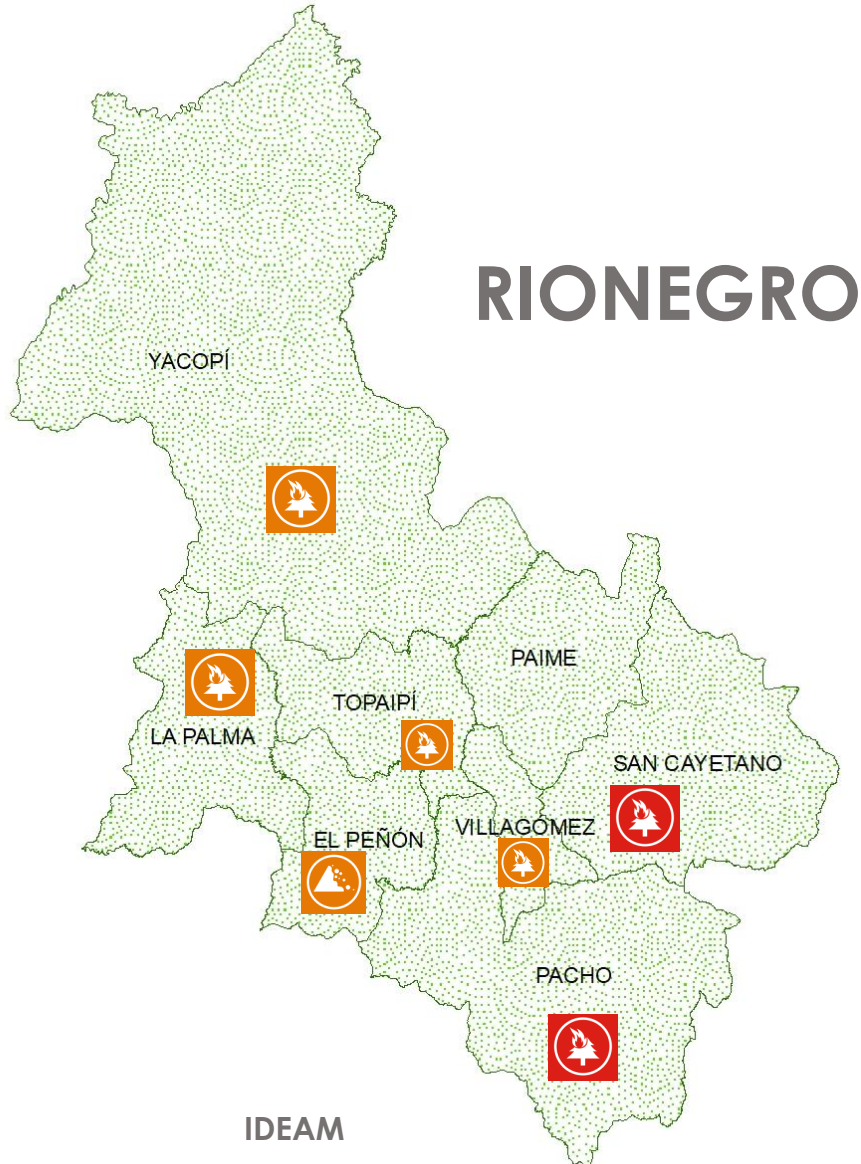 RIONEGRO
YACOPÍ
PAIME
TOPAIPÍ
LA PALMA
SAN CAYETANO
VILLAGÓMEZ
EL PEÑÓN
PACHO
IDEAM